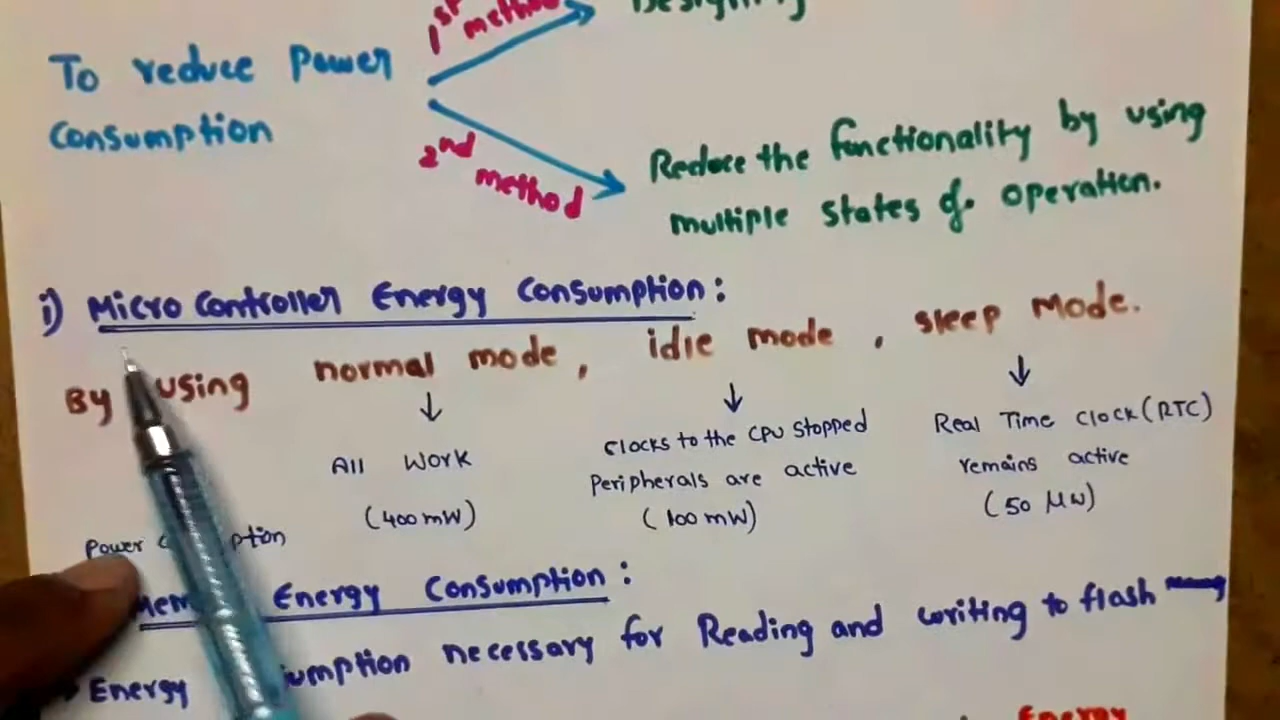 1st method
Designing
To reduce power
consumption
2nd method
Reduce the functionality by using
multiple states of operation.
i) Micro Controller Energy Consumption:
By using normal mode, idle mode, sleep mode.
All work
(400 mW)
Clocks to the CPU stopped
Peripherals are active
(100 mW)
Real Time clock (RTC)
remains active
(50 μW)
Power
Energy Consumption:
Energy necessary for Reading and writing to flash
Energy